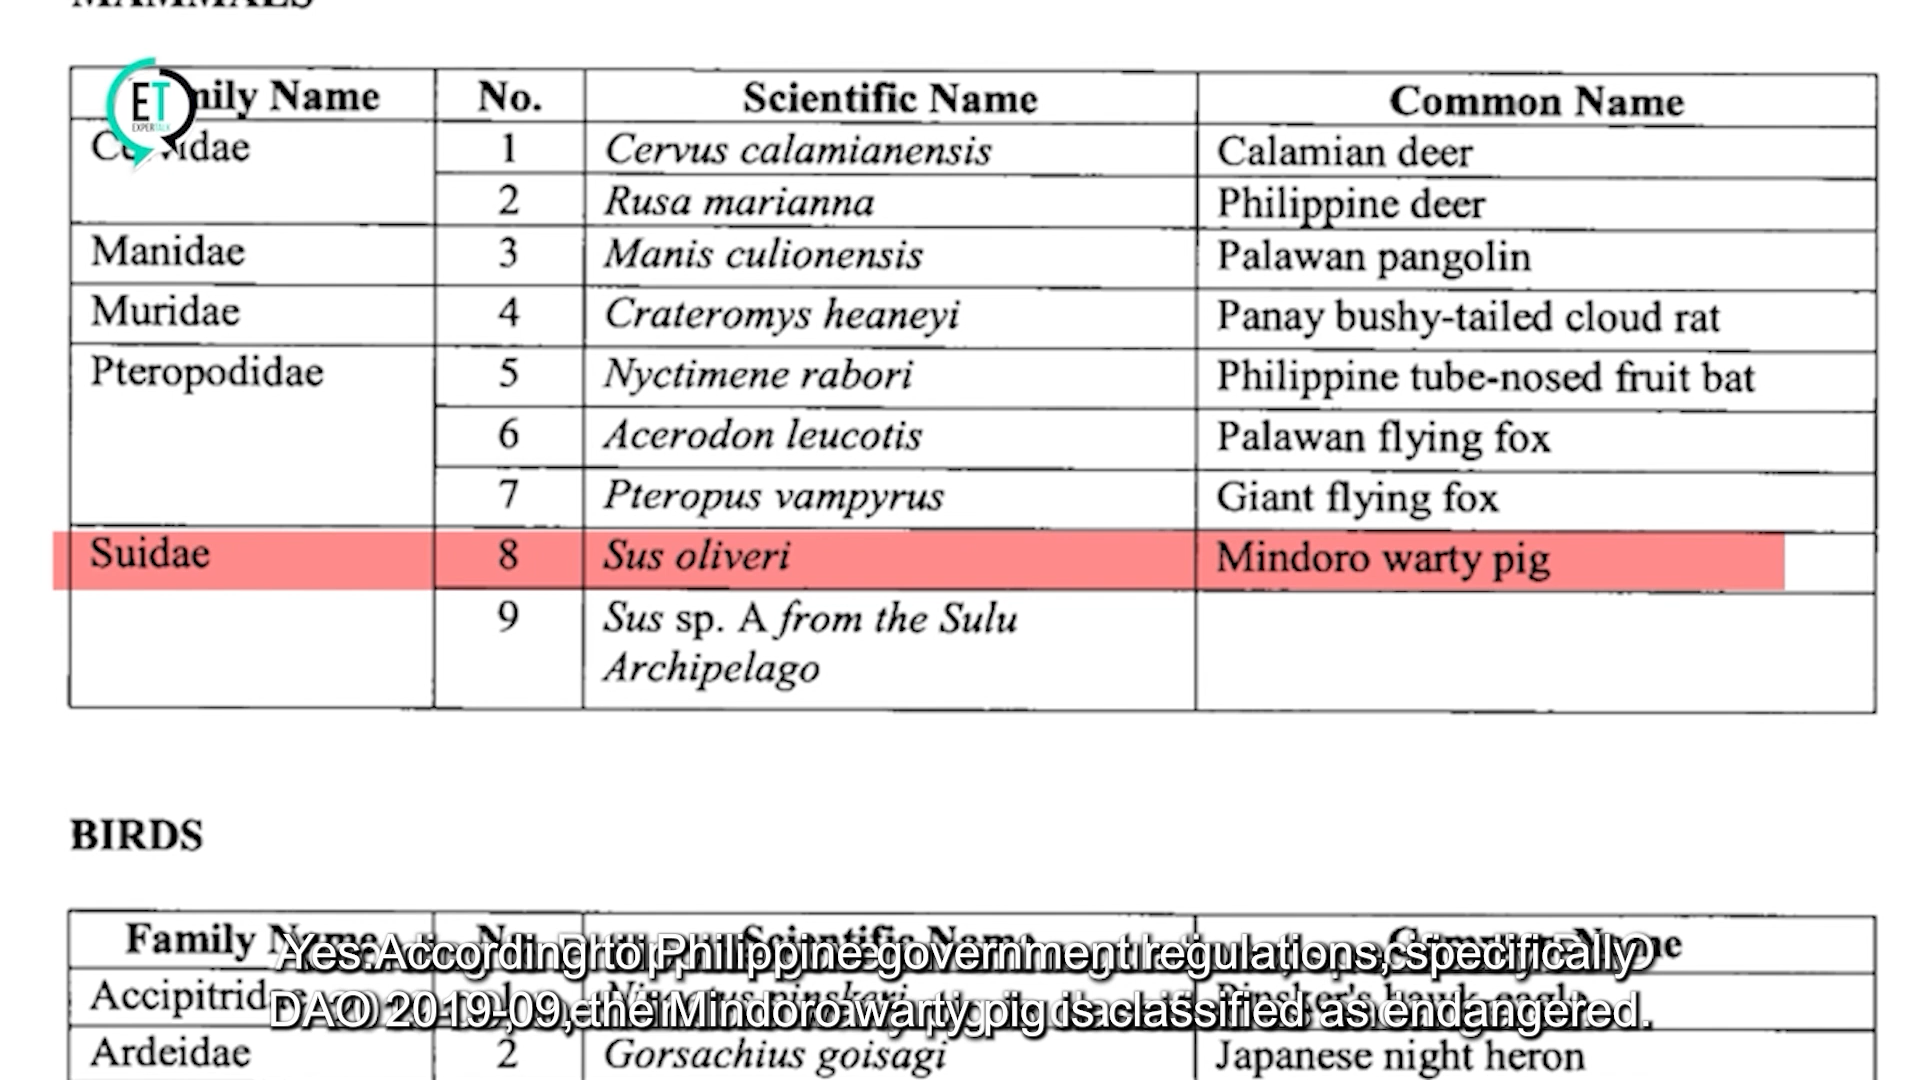 MAMMALS
ET
EXPERTALK
Family Name No. Scientific Name Common Name
Cervidae 1 Cervus calamianensis Calamian deer
2 Rusa marianna Philippine deer
Manidae 3 Manis culionensis Palawan pangolin
Muridae 4 Crateromys heaneyi Panay bushy-tailed cloud rat
Pteropodidae 5 Nyctimene rabori Philippine tube-nosed fruit bat
6 Acerodon leucotis Palawan flying fox
7 Pteropus vampyrus Giant flying fox
Suidae 8 Sus oliveri Mindoro warty pig
9 Sus sp. A from the Sulu
Archipelago
BIRDS
Family Name No. Scientific Name Common Name
Yes. According to Philippine government regulations, specifically
Accipitridae 1 Pinsker's hawk-eagle
DAO 2019-09, the Mindoro warty pig is classified as endangered.
Ardeidae 2 Gorsachius goisagi Japanese night heron